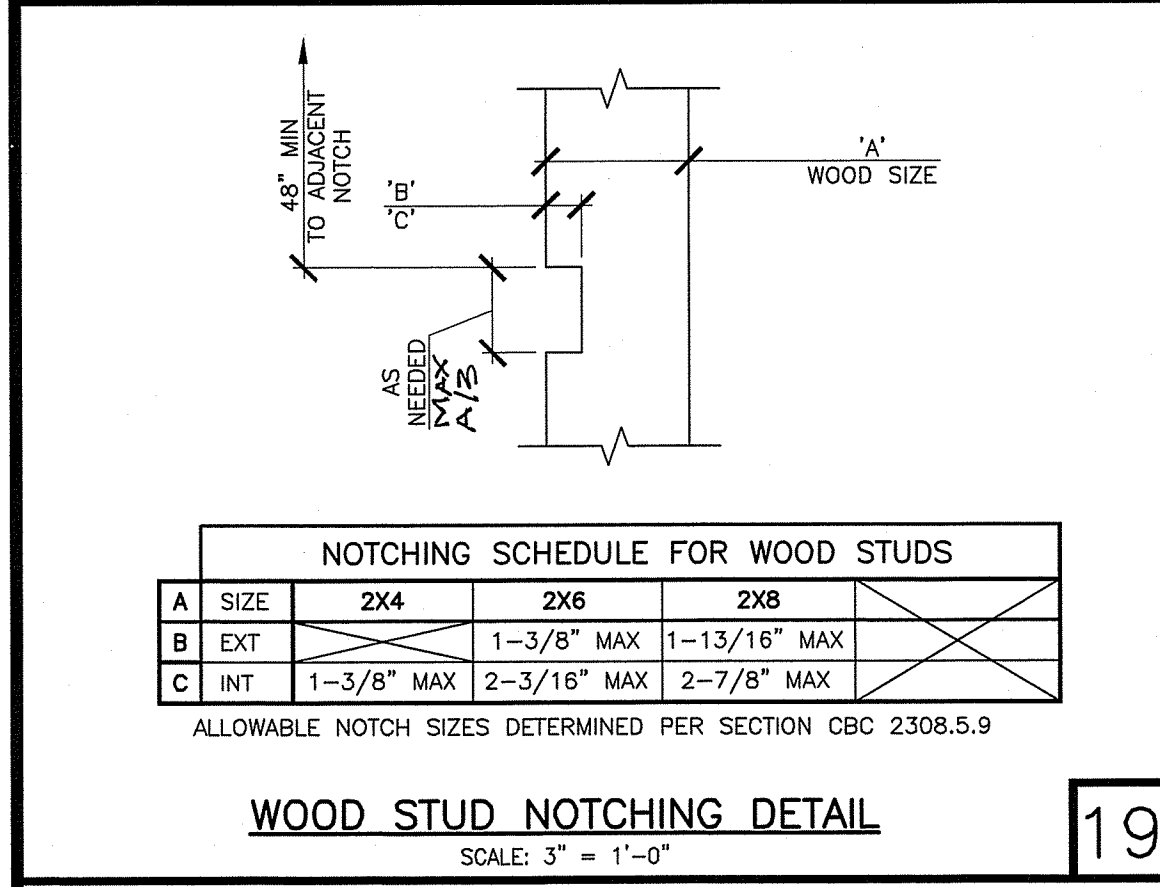 48" MIN
TO ADJACENT
NOTCH
'B'
'C'
'A'
WOOD SIZE
AS
NEEDED
MAX
A/3
NOTCHING SCHEDULE FOR WOOD STUDS
A SIZE 2X4 2X6 2X8
B EXT 1-3/8" MAX 1-13/16" MAX
C INT 1-3/8" MAX 2-3/16" MAX 2-7/8" MAX
ALLOWABLE NOTCH SIZES DETERMINED PER SECTION CBC 2308.5.9
WOOD STUD NOTCHING DETAIL
SCALE: 3" = 1'-0"
19